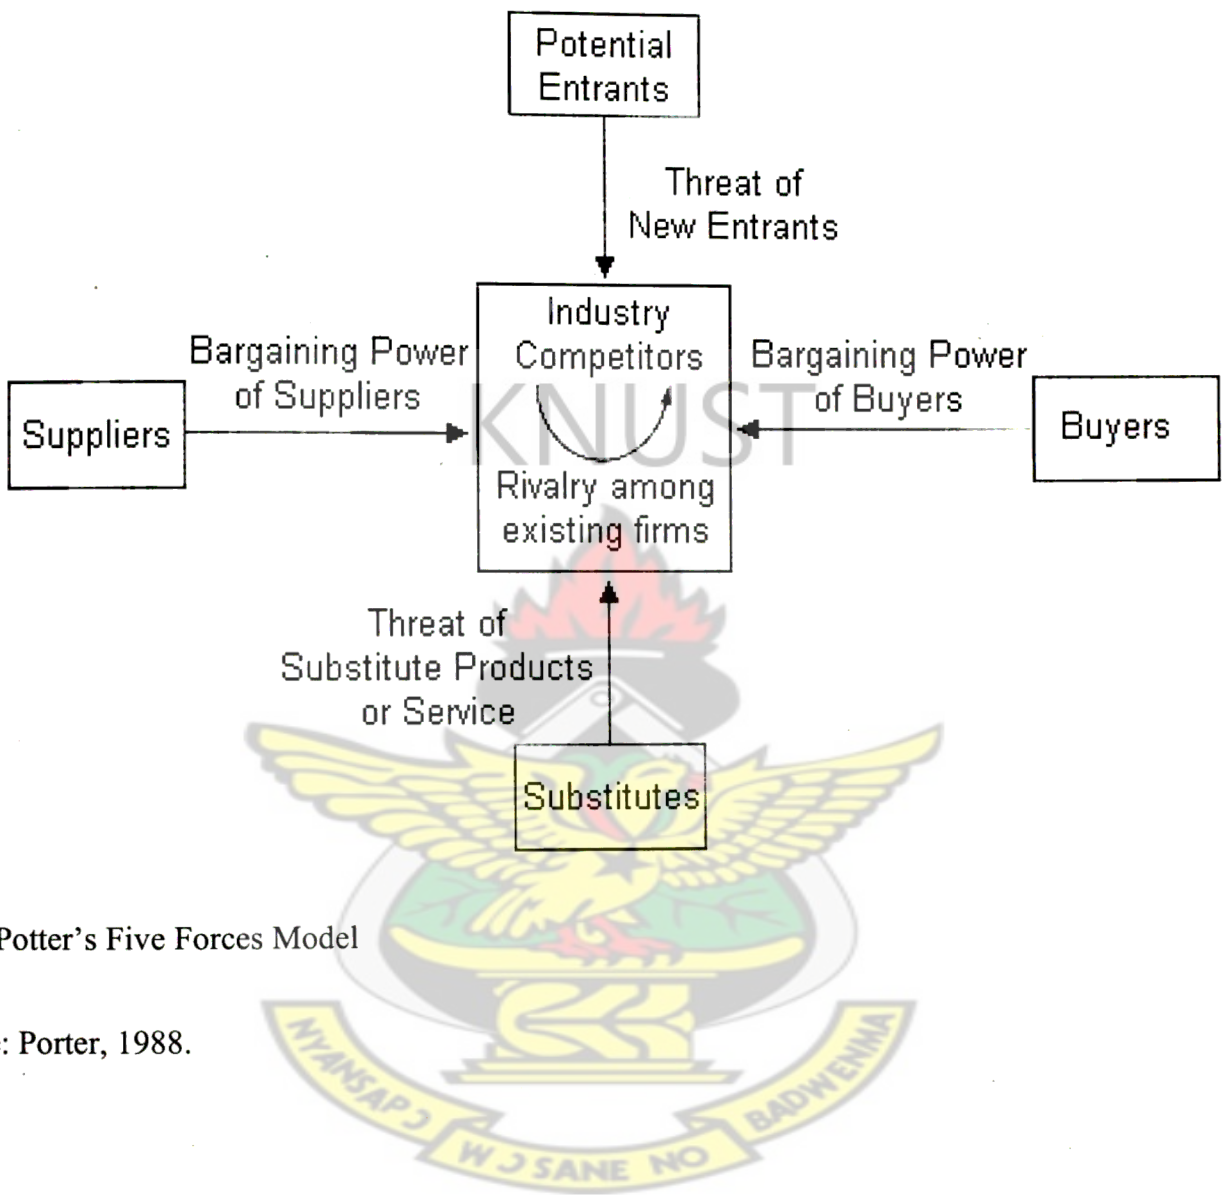 Potential
Entrants
Threat of
New Entrants
Industry
Competitors
Bargaining Power
of Suppliers
Bargaining Power
of Buyers
Suppliers
Buyers
KNUST
Rivalry among
existing firms
Threat of
Substitute Products
or Service
Substitutes
Potter's Five Forces Model
: Porter, 1988.
NYANSAPƆ
WƆSANE NO
BADWENMA